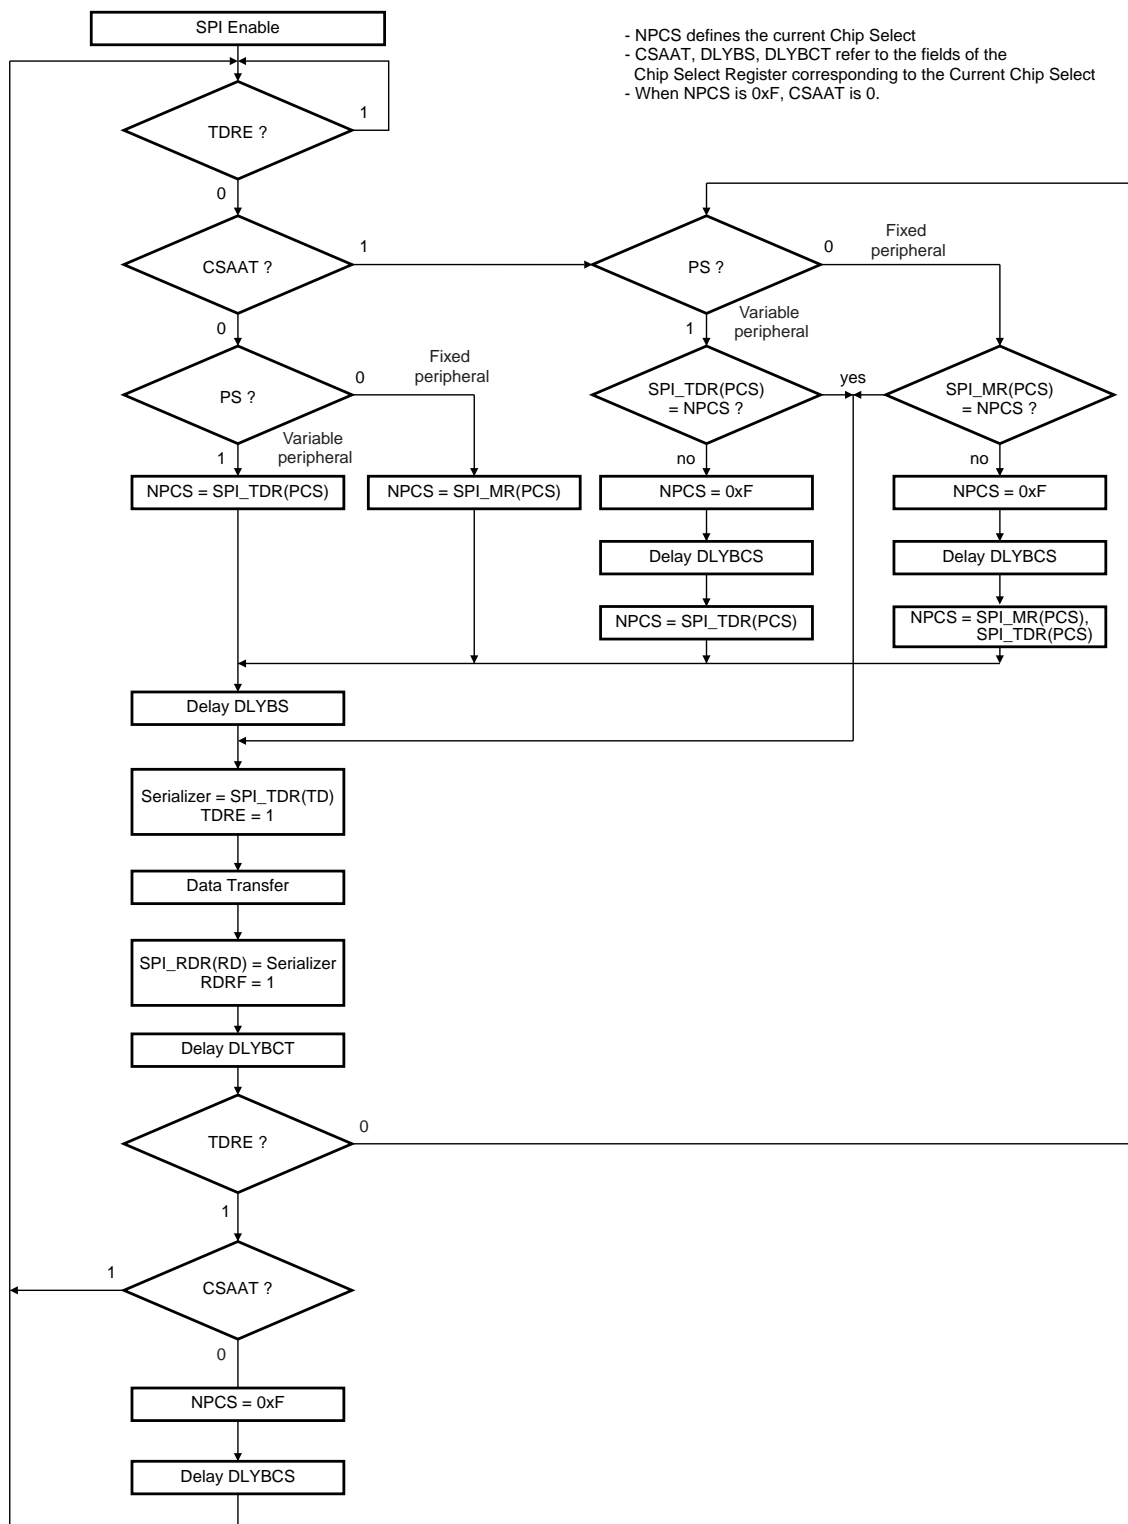 SPI Enable
- NPCS defines the current Chip Select
- CSAAT, DLYBS, DLYBCT refer to the fields of the
Chip Select Register corresponding to the Current Chip Select
- When NPCS is 0xF, CSAAT is 0.
TDRE ?
1
0
CSAAT ?
1
PS ?
0
Fixed
peripheral
0
1
Variable
peripheral
PS ?
0
Fixed
peripheral
SPI_TDR(PCS)
= NPCS ?
yes
SPI_MR(PCS)
= NPCS ?
1
Variable
peripheral
no
no
NPCS = SPI_TDR(PCS)
NPCS = SPI_MR(PCS)
NPCS = 0xF
NPCS = 0xF
Delay DLYBCS
Delay DLYBCS
NPCS = SPI_TDR(PCS)
NPCS = SPI_MR(PCS),
SPI_TDR(PCS)
Delay DLYBS
Serializer = SPI_TDR(TD)
TDRE = 1
Data Transfer
SPI_RDR(RD) = Serializer
RDRF = 1
Delay DLYBCT
TDRE ?
0
1
CSAAT ?
1
0
NPCS = 0xF
Delay DLYBCS